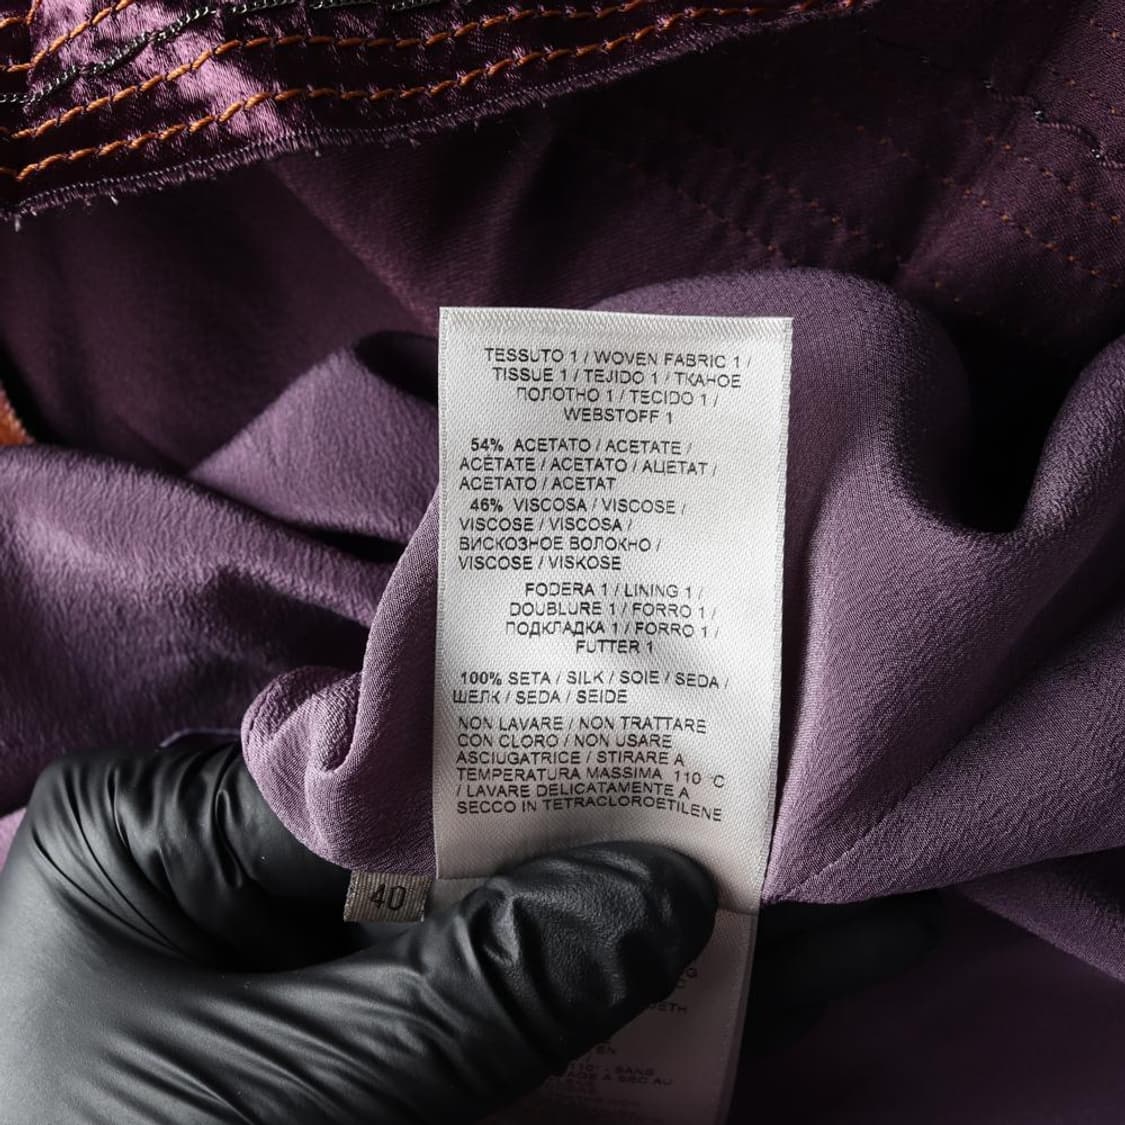 TESSUTO 1 / WOVEN FABRIC 1 /
TISSUE 1 / TEJIDO 1 / ТКАНОЕ
ПОЛОТНО 1 / TECIDO 1 /
WEBSTOFF 1
54% ACETATO / ACETATE /
ACÉTATE / ACETATO / АЦЕТАТ /
ACETATO / ACETAT
46% VISCOSA / VISCOSE /
VISCOSE / VISCOSA /
ВИСКОЗНОЕ ВОЛОКНО /
VISCOSE / VISKOSE
FODERA 1 / LINING 1 /
DOUBLURE 1 / FORRO 1 /
ПОДКЛАДКА 1 / FORRO 1 /
FUTTER 1
100% SETA / SILK / SOIE / SEDA /
ШЕЛК / SEDA / SEIDE
NON LAVARE / NON TRATTARE
CON CLORO / NON USARE
ASCIUGATRICE / STIRARE A
TEMPERATURA MASSIMA 110 °C
/ LAVARE DELICATAMENTE A
SECCO IN TETRACLOROETILENE
40